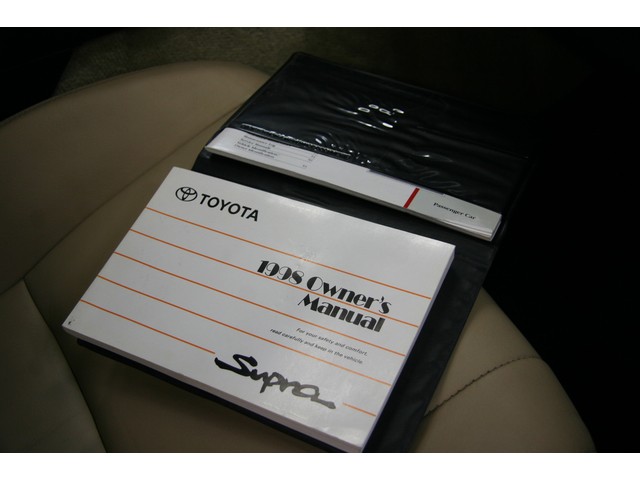 TOYOTA
1998 Owner's
Manual
For your safety and comfort,
read carefully and keep in the vehicle.
Supra
Passenger Car